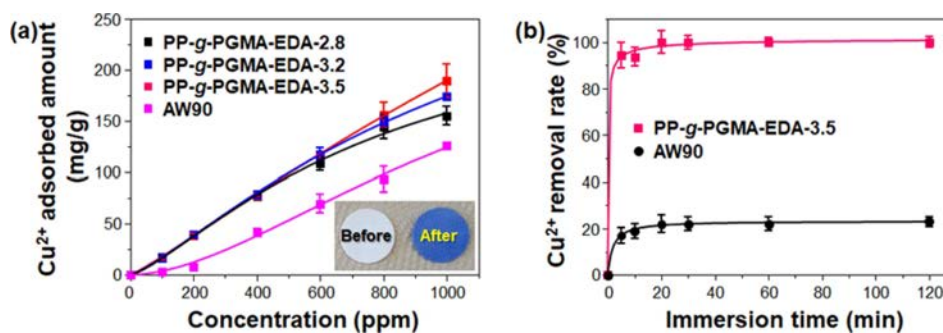 (a)
Cu²⁺ adsorbed amount
(mg/g)
250
200
150
100
50
0
PP-g-PGMA-EDA-2.8
PP-g-PGMA-EDA-3.2
PP-g-PGMA-EDA-3.5
AW90
Before
After
0
200
400
600
800
1000
Concentration (ppm)
(b)
Cu²⁺ removal rate (%)
100
80
60
40
20
0
PP-g-PGMA-EDA-3.5
AW90
0
20
40
60
80
100
120
Immersion time (min)